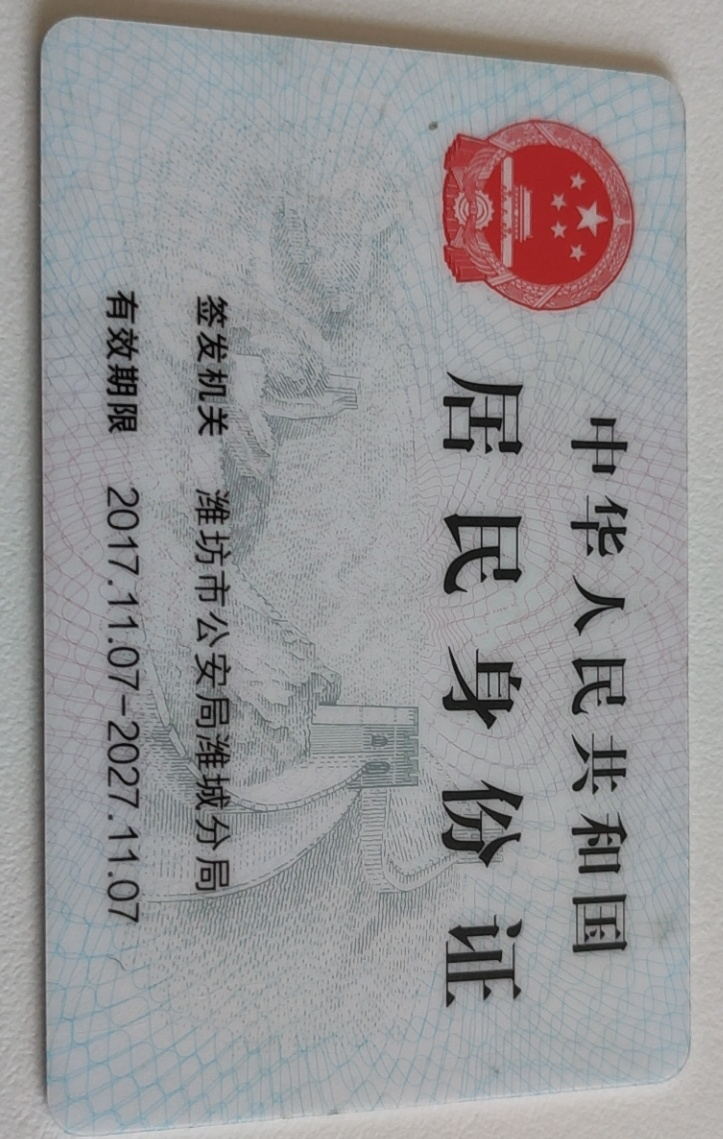 中华人民共和国
居民身份证
签发机关 潍坊市公安局潍城分局
有效期限 2017.11.07-2027.11.07